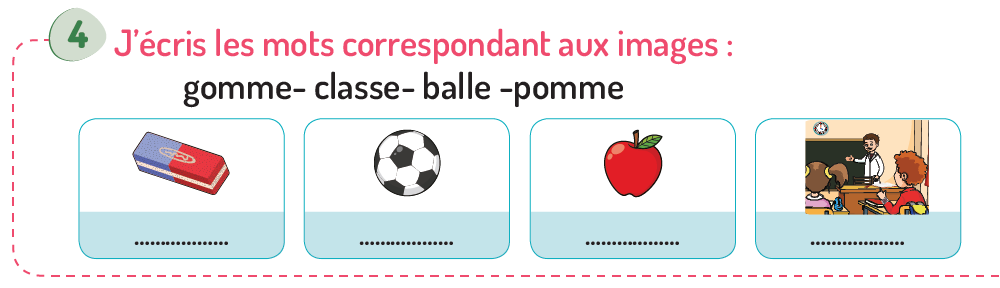 4
J'écris les mots correspondant aux images :
gomme- classe- balle -pomme
................... ................... ................... ...................